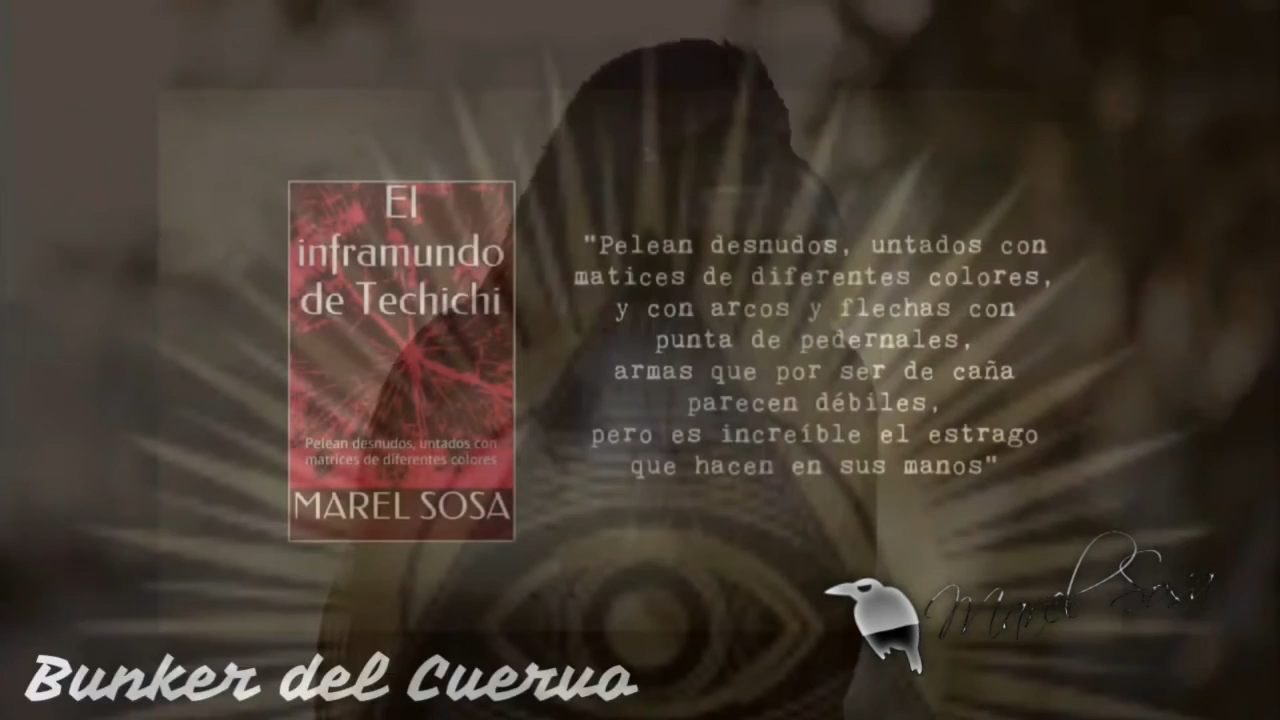 El
inframundo
de Techichi
Pelean desnudos, untados con
matrices de diferentes colores
MAREL SOSA
"Pelean desnudos, untados con
matices de diferentes colores,
y con arcos y flechas con
punta de pedernales,
armas que por ser de caña
parecen débiles,
pero es increíble el estrago
que hacen en sus manos"
Marel Sosa
Bunker del Cuervo